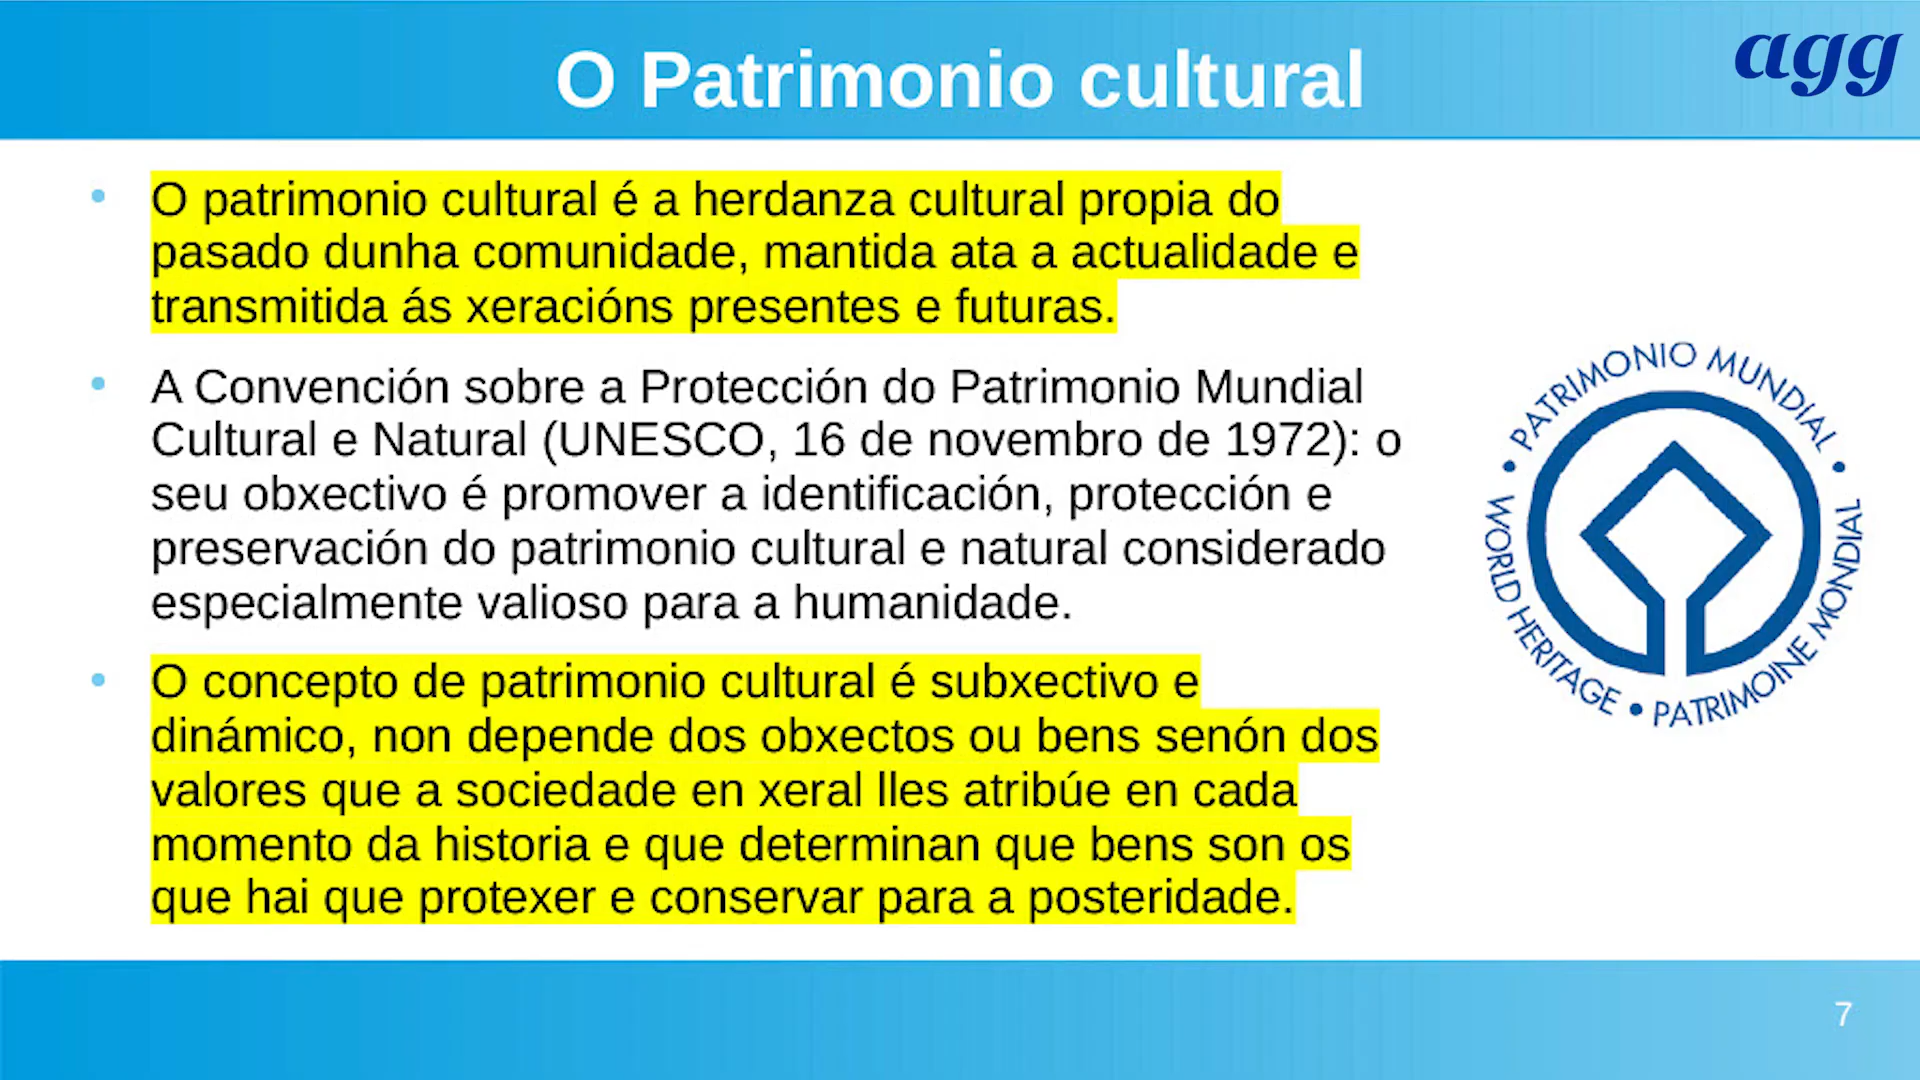 O Patrimonio cultural
agg
O patrimonio cultural é a herdanza cultural propia do
pasado dunha comunidade, mantida ata a actualidade e
transmitida ás xeracións presentes e futuras.
A Convención sobre a Protección do Patrimonio Mundial
Cultural e Natural (UNESCO, 16 de novembro de 1972): o
seu obxectivo é promover a identificación, protección e
preservación do patrimonio cultural e natural considerado
especialmente valioso para a humanidade.
O concepto de patrimonio cultural é subxectivo e
dinámico, non depende dos obxectos ou bens senón dos
valores que a sociedade en xeral lles atribúe en cada
momento da historia e que determinan que bens son os
que hai que protexer e conservar para a posteridade.
• PATRIMONIO MUNDIAL •
WORLD HERITAGE • PATRIMOINE MONDIAL
7